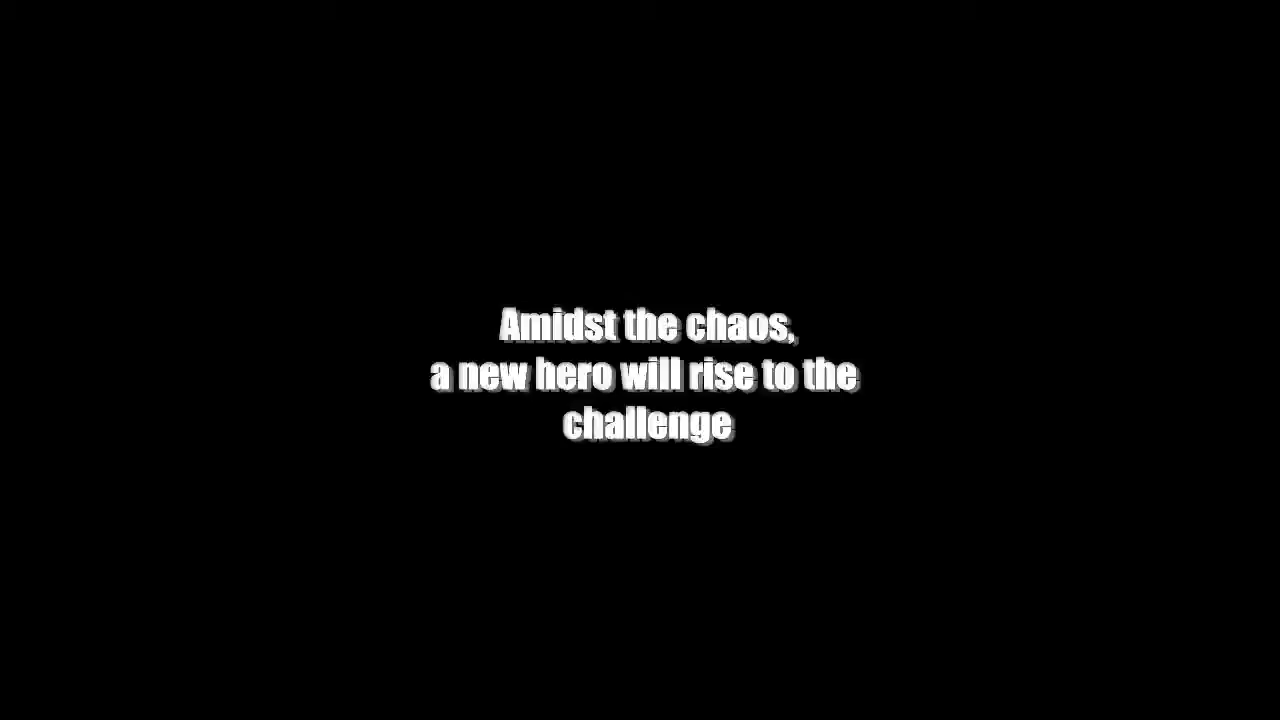 Amidst the chaos,
a new hero will rise to the
challenge